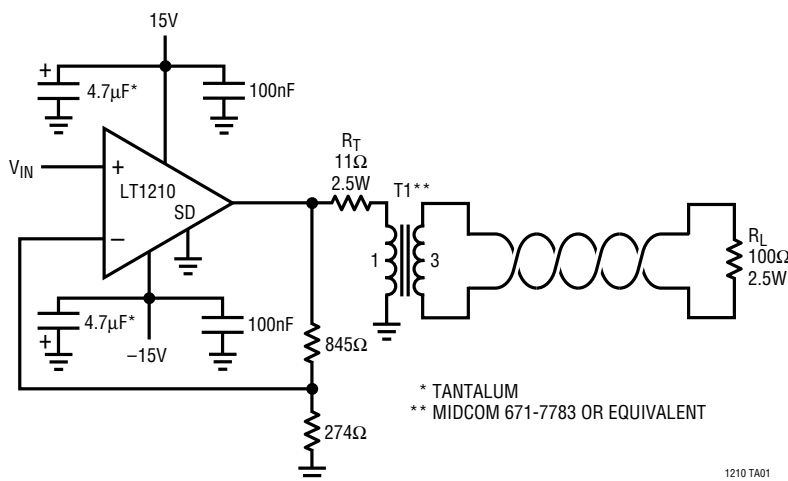 15V
+
4.7µF*
100nF
VIN
+
LT1210
SD
–
RT
11Ω
2.5W
T1**
1
3
RL
100Ω
2.5W
4.7µF*
+
–15V
100nF
845Ω
274Ω
* TANTALUM
** MIDCOM 671-7783 OR EQUIVALENT
1210 TA01